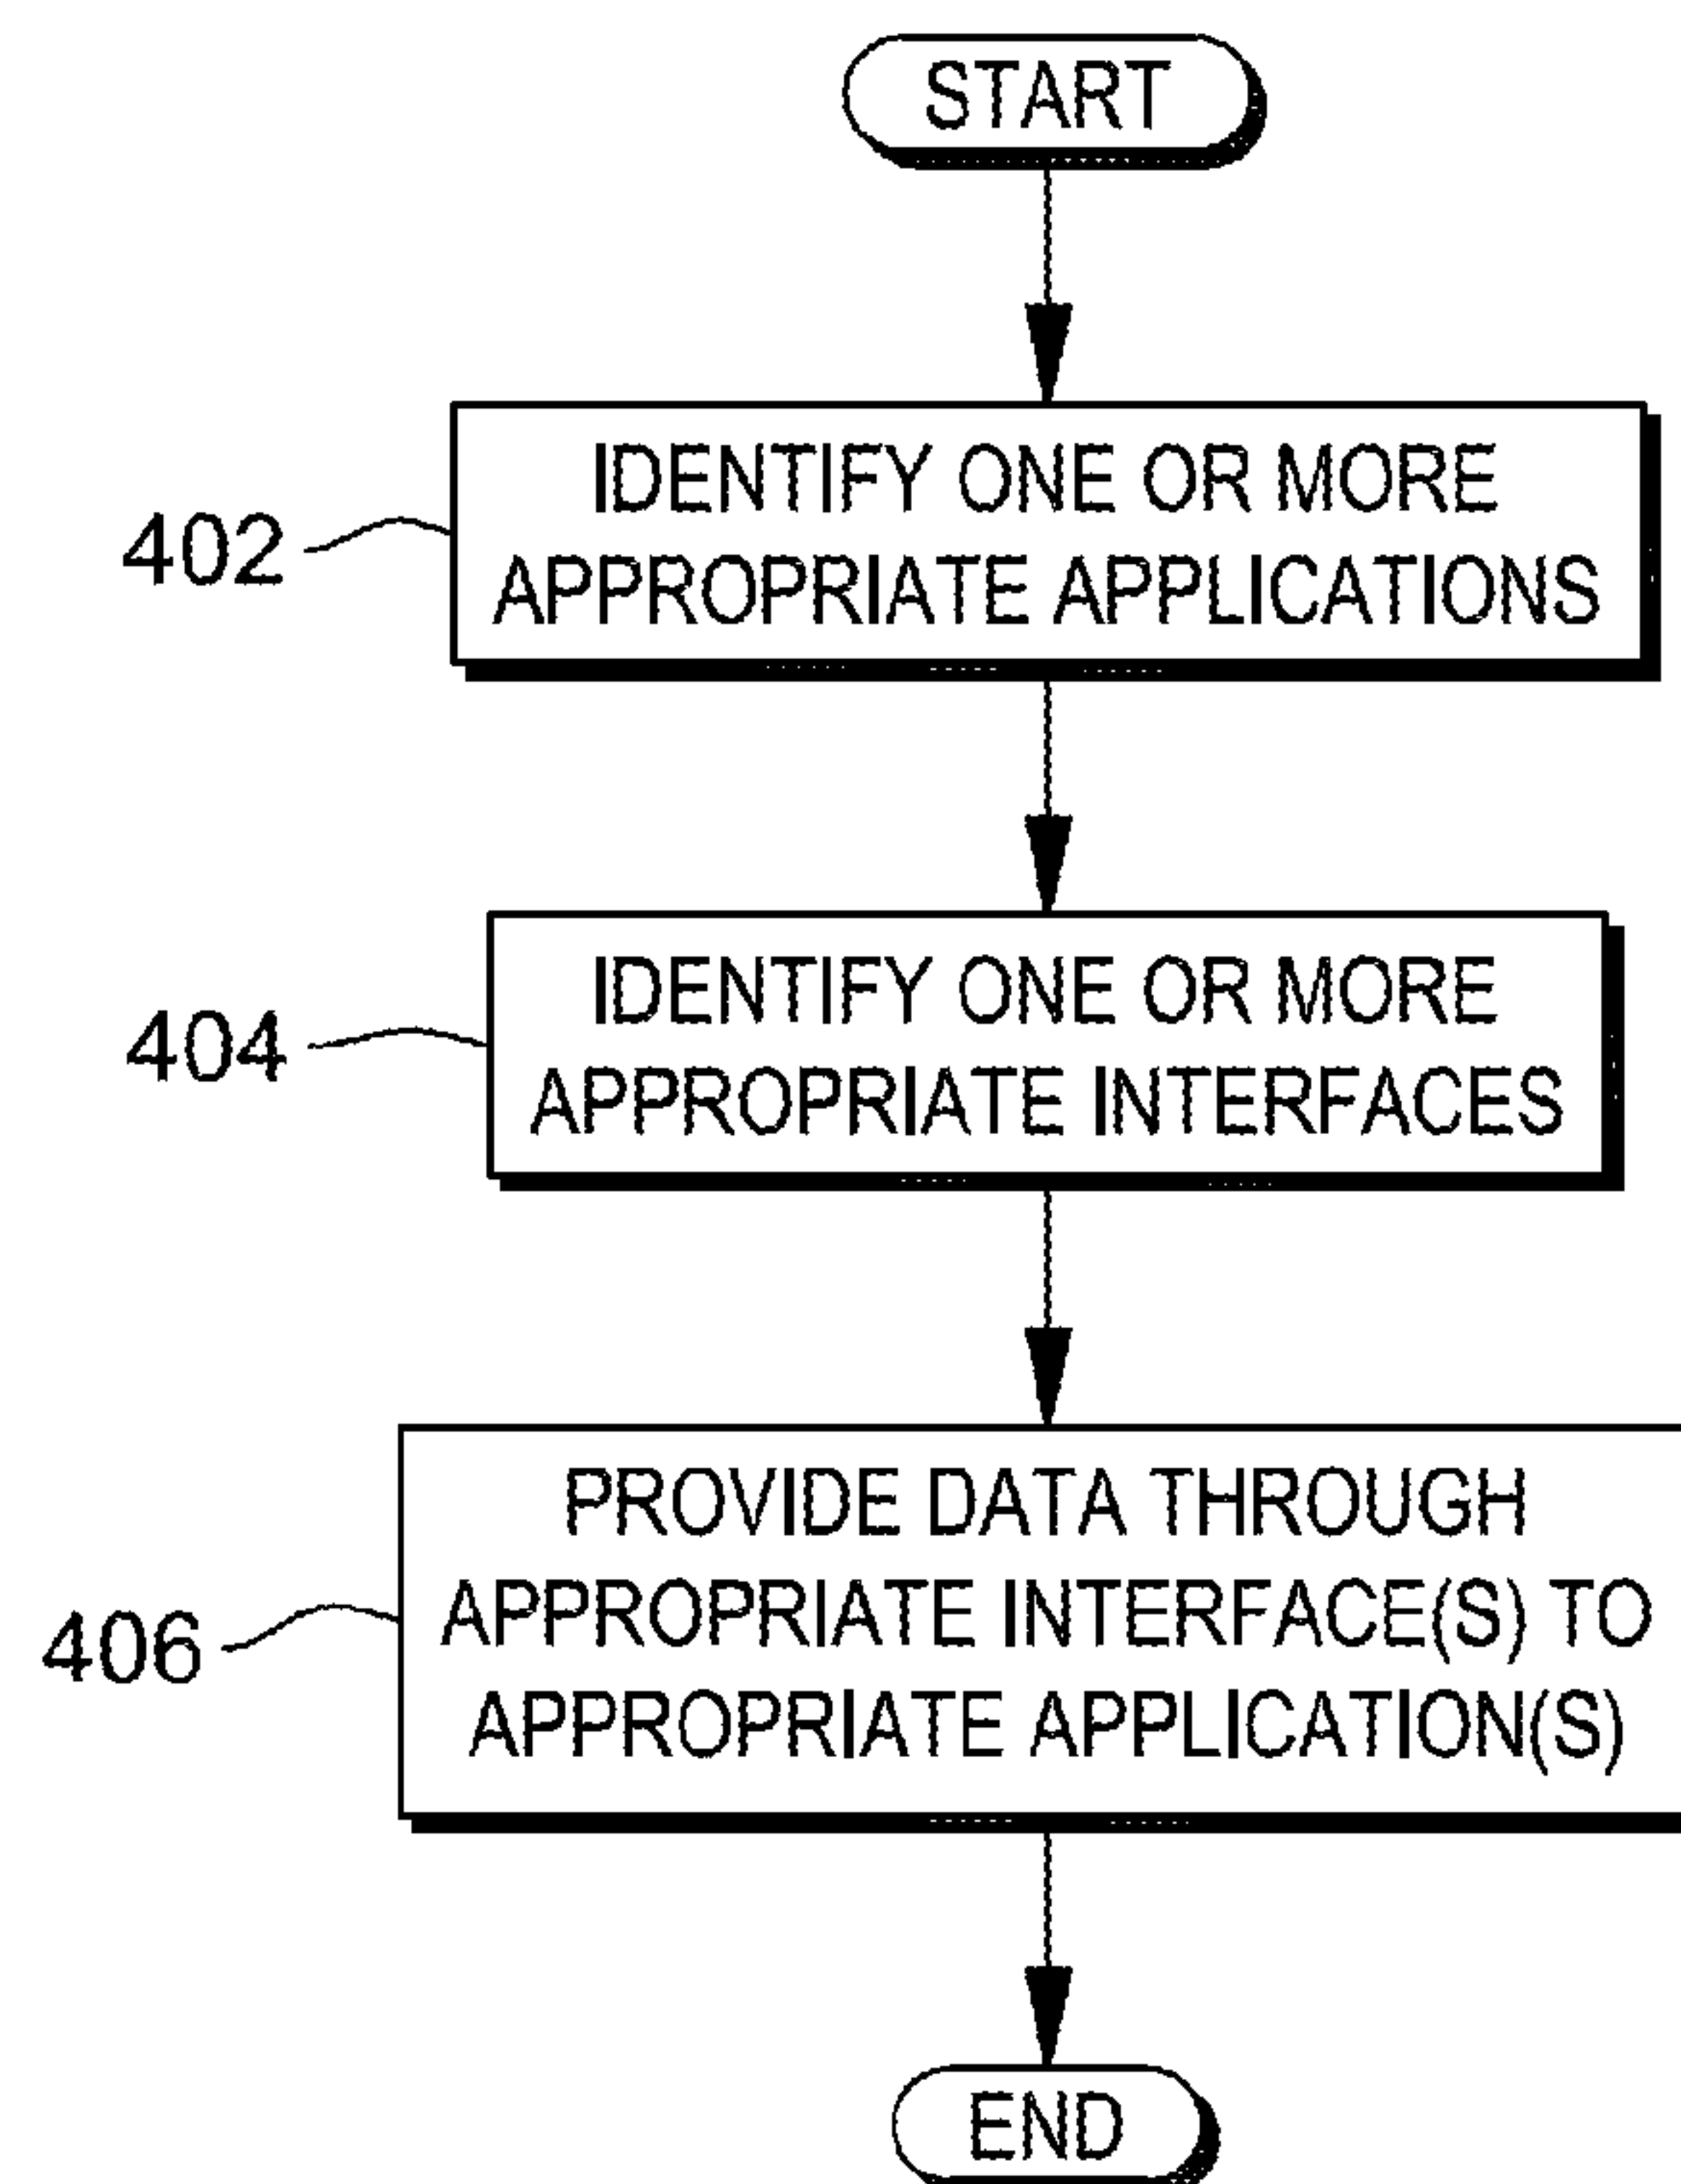 START
IDENTIFY ONE OR MORE
APPROPRIATE APPLICATIONS
402
IDENTIFY ONE OR MORE
APPROPRIATE INTERFACES
404
PROVIDE DATA THROUGH
APPROPRIATE INTERFACE(S) TO
APPROPRIATE APPLICATION(S)
406
END